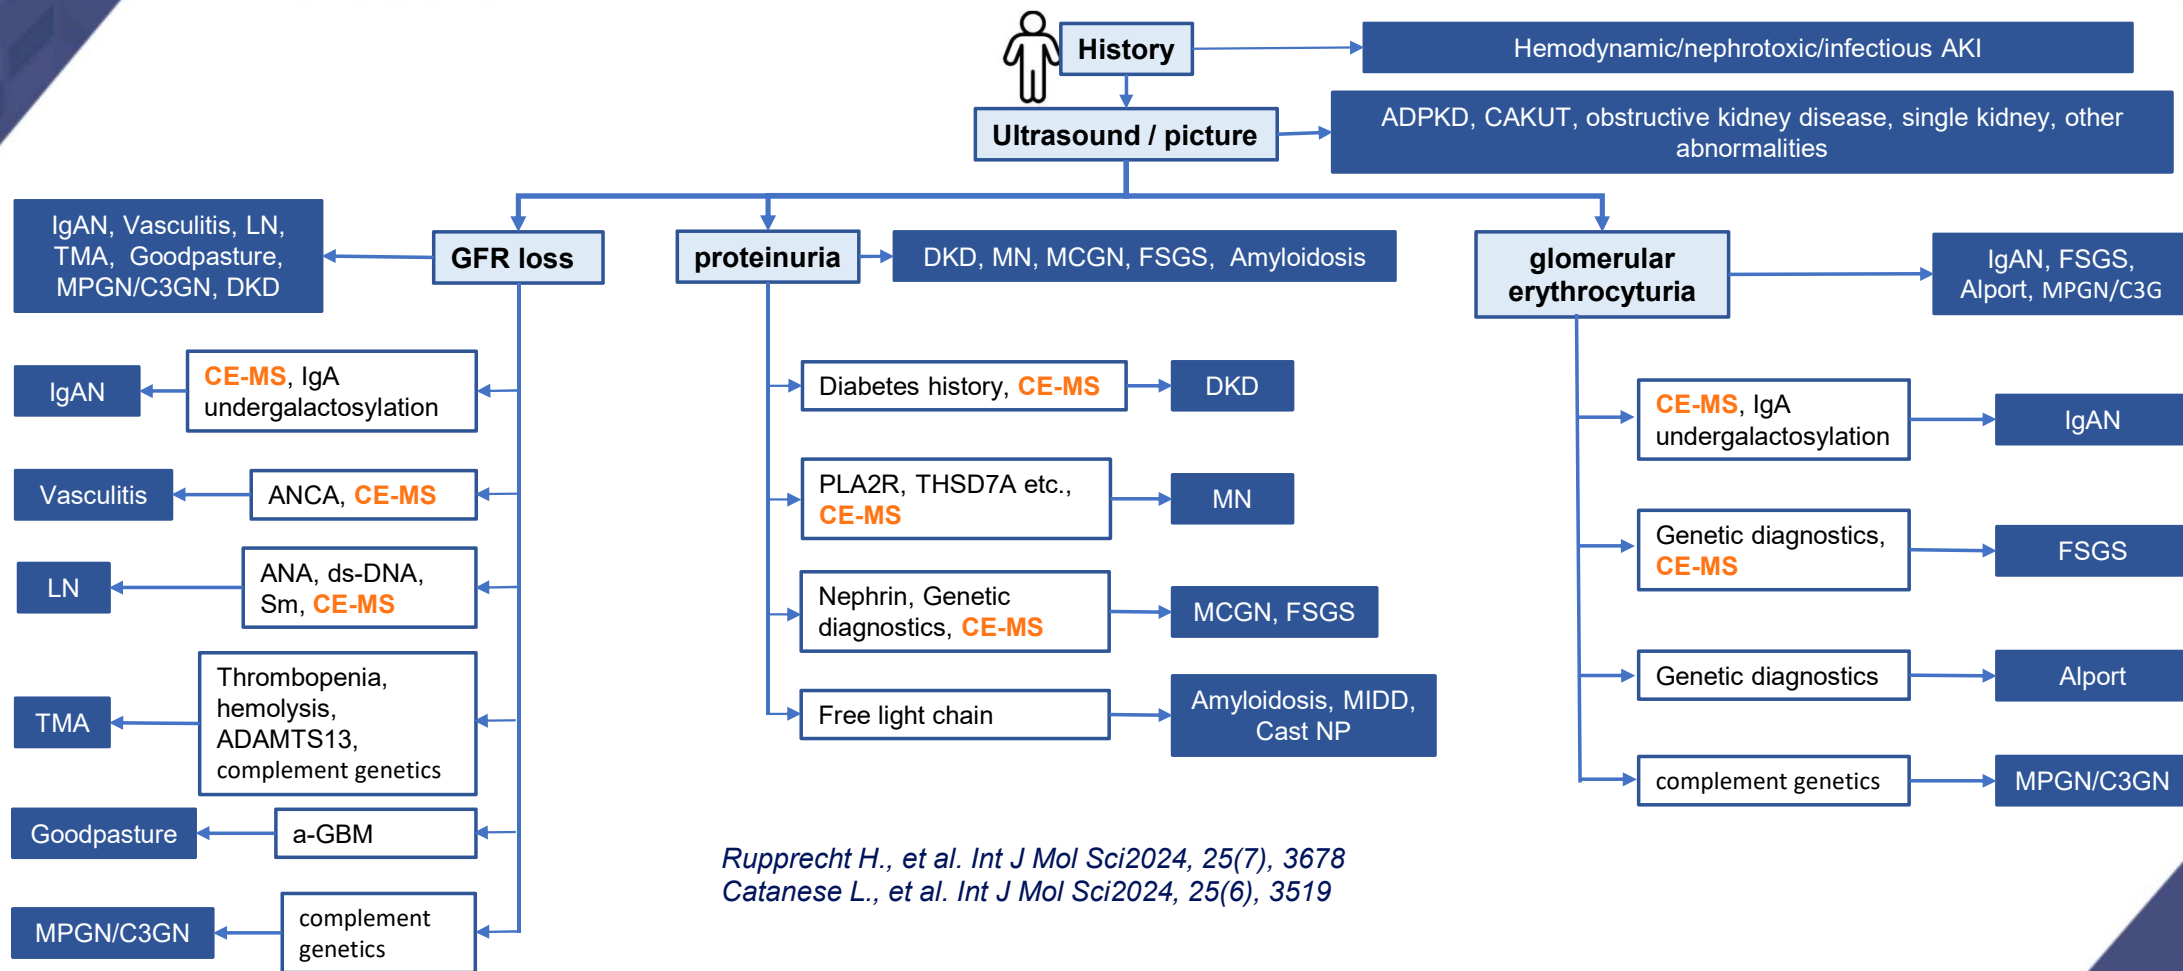 History
Hemodynamic/nephrotoxic/infectious AKI
Ultrasound / picture
ADPKD, CAKUT, obstructive kidney disease, single kidney, other
abnormalities
IgAN, Vasculitis, LN,
TMA, Goodpasture,
MPGN/C3GN, DKD
GFR loss
proteinuria
DKD, MN, MCGN, FSGS, Amyloidosis
glomerular
erythrocyturia
IgAN, FSGS,
Alport, MPGN/C3G
IgAN
CE-MS, IgA
undergalactosylation
Vasculitis
ANCA, CE-MS
LN
ANA, ds-DNA,
Sm, CE-MS
TMA
Thrombopenia,
hemolysis,
ADAMTS13,
complement genetics
Goodpasture
a-GBM
MPGN/C3GN
complement
genetics
Diabetes history, CE-MS
DKD
PLA2R, THSD7A etc.,
CE-MS
MN
Nephrin, Genetic
diagnostics, CE-MS
MCGN, FSGS
Free light chain
Amyloidosis, MIDD,
Cast NP
CE-MS, IgA
undergalactosylation
IgAN
Genetic diagnostics,
CE-MS
FSGS
Genetic diagnostics
Alport
complement genetics
MPGN/C3GN
Rupprecht H., et al. Int J Mol Sci2024, 25(7), 3678
Catanese L., et al. Int J Mol Sci2024, 25(6), 3519